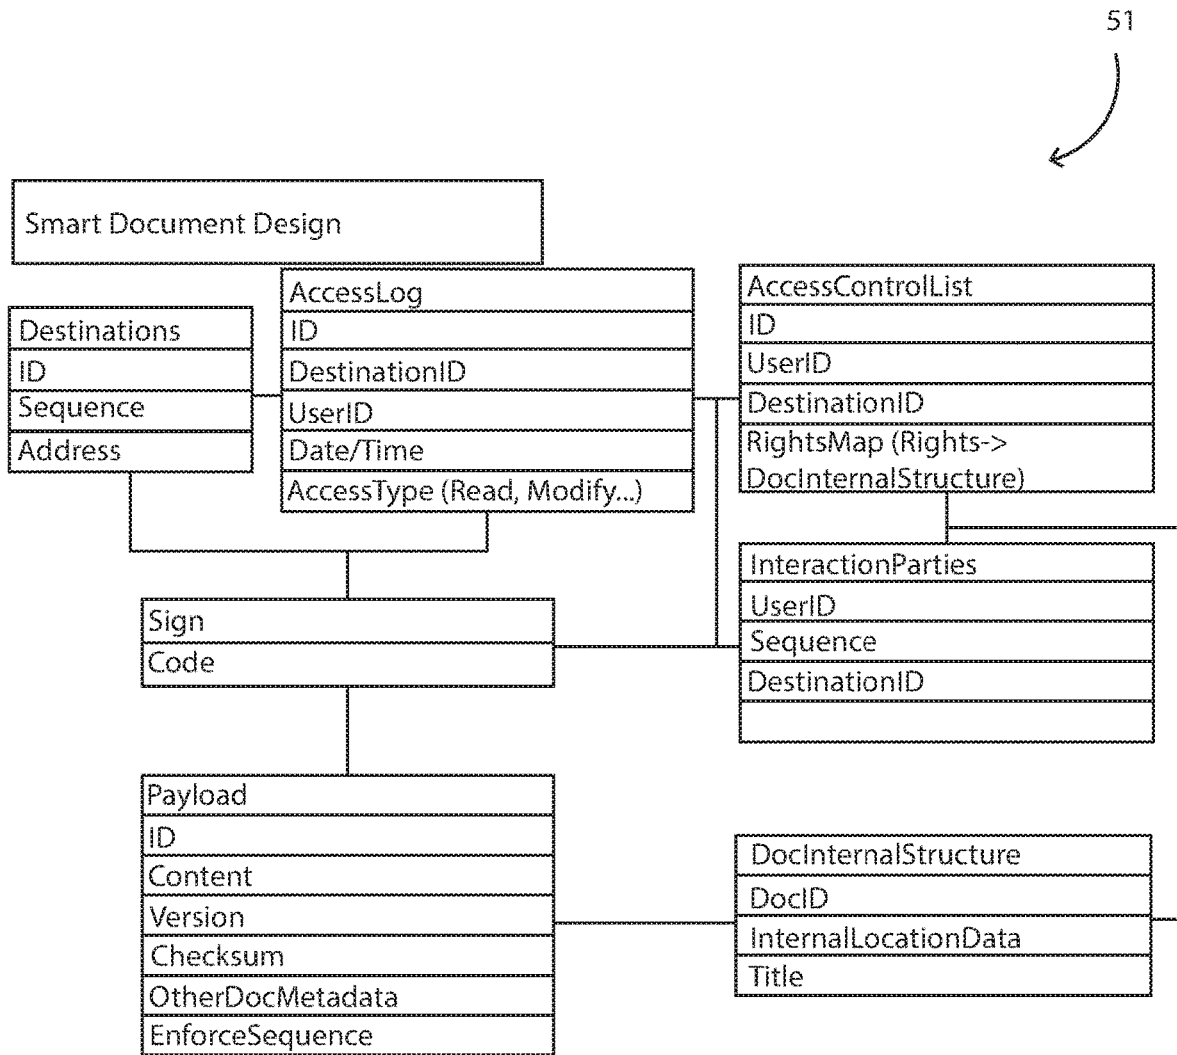 51
Smart Document Design
Destinations
ID
Sequence
Address
AccessLog
ID
DestinationID
UserID
Date/Time
AccessType (Read, Modify...)
AccessControlList
ID
UserID
DestinationID
RightsMap (Rights->
DocInternalStructure)
InteractionParties
UserID
Sequence
DestinationID
Sign
Code
Payload
ID
Content
Version
Checksum
OtherDocMetadata
EnforceSequence
DocInternalStructure
DocID
InternalLocationData
Title